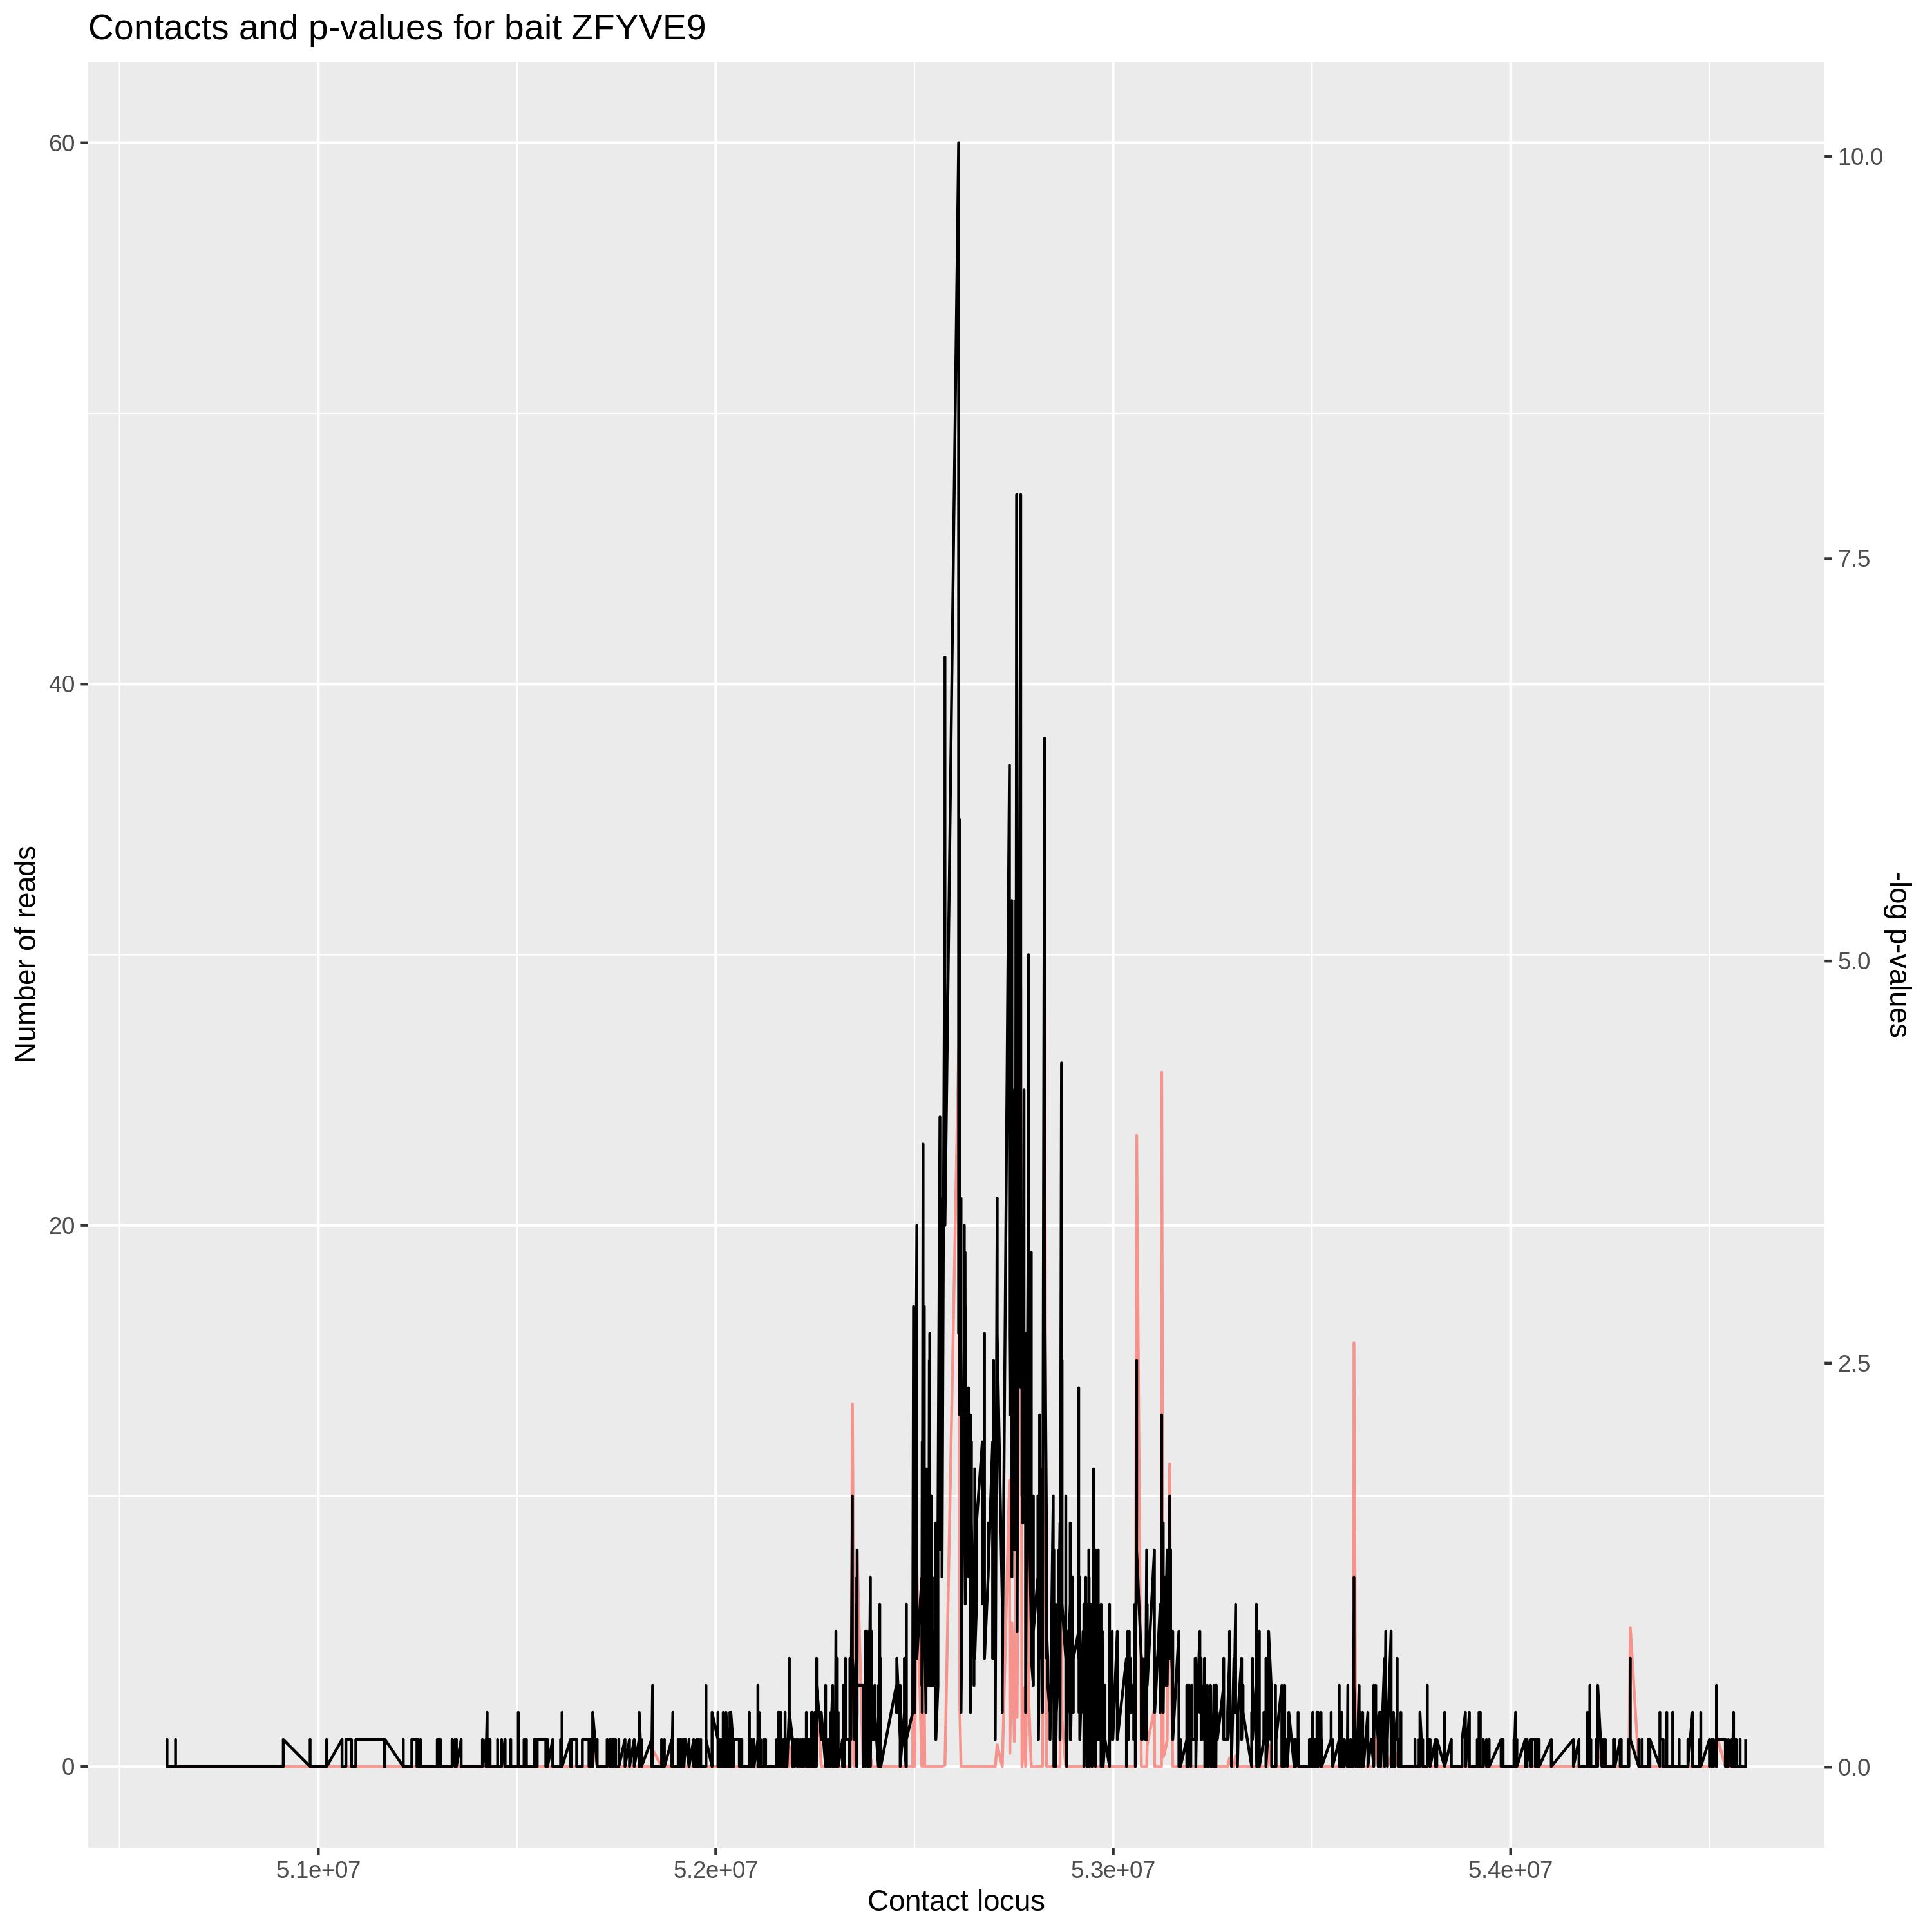 Contacts and p-values for bait ZFYVE9
60
40
20
0
Number of reads
10.0
7.5
5.0
2.5
0.0
-log p-values
5.1e+07
5.2e+07
5.3e+07
5.4e+07
Contact locus